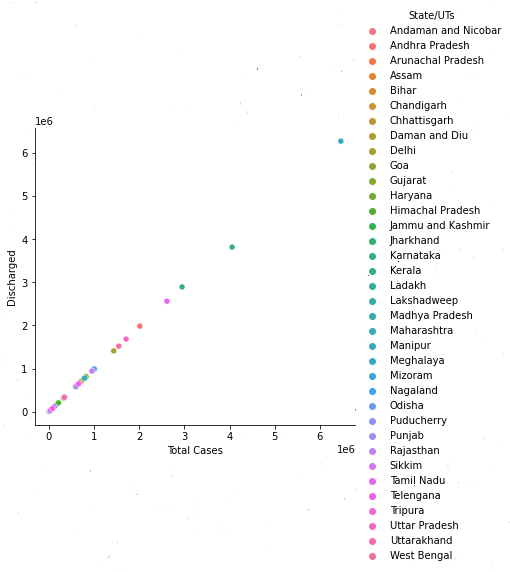 State/UTs
Andaman and Nicobar
Andhra Pradesh
Arunachal Pradesh
Assam
Bihar
Chandigarh
Chhattisgarh
Daman and Diu
Delhi
Goa
Gujarat
Haryana
Himachal Pradesh
Jammu and Kashmir
Jharkhand
Karnataka
Kerala
Ladakh
Lakshadweep
Madhya Pradesh
Maharashtra
Manipur
Meghalaya
Mizoram
Nagaland
Odisha
Puducherry
Punjab
Rajasthan
Sikkim
Tamil Nadu
Telengana
Tripura
Uttar Pradesh
Uttarakhand
West Bengal
1e6
6
5
4
3
2
1
0
Discharged
0 1 2 3 4 5 6
Total Cases
1e6